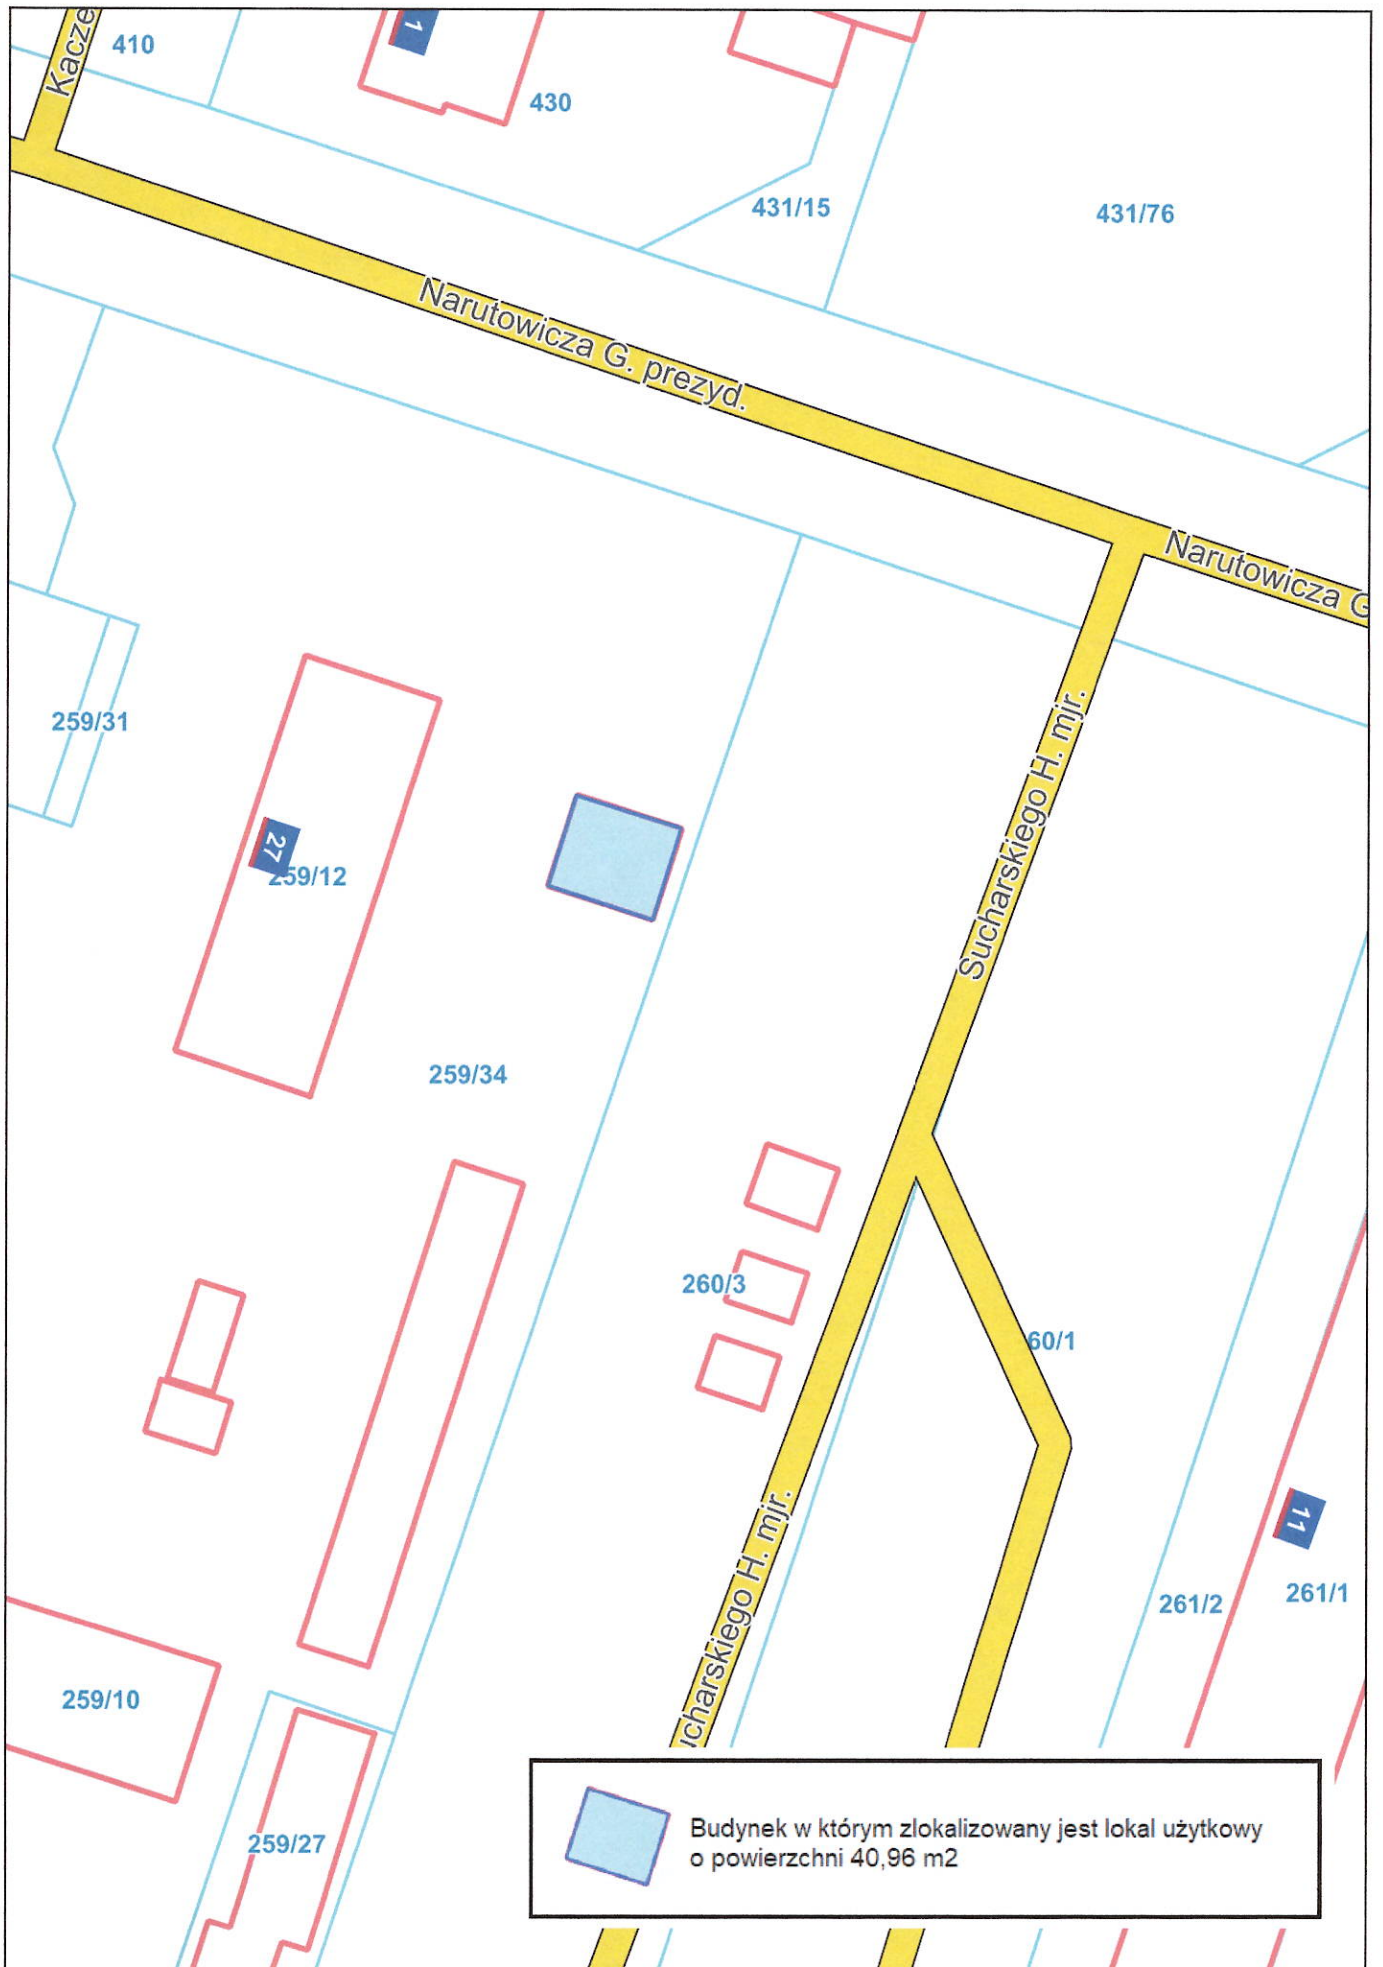 Kacze
410
1
430
431/15
431/76
Narutowicza G. prezyd.
Narutowicza G
259/31
Sucharskiego H. mjr.
27
259/12
259/34
260/3
60/1
ucharskiego H. mjr.
11
261/2
261/1
259/10
259/27
Budynek w którym zlokalizowany jest lokal użytkowy
o powierzchni 40,96 m2